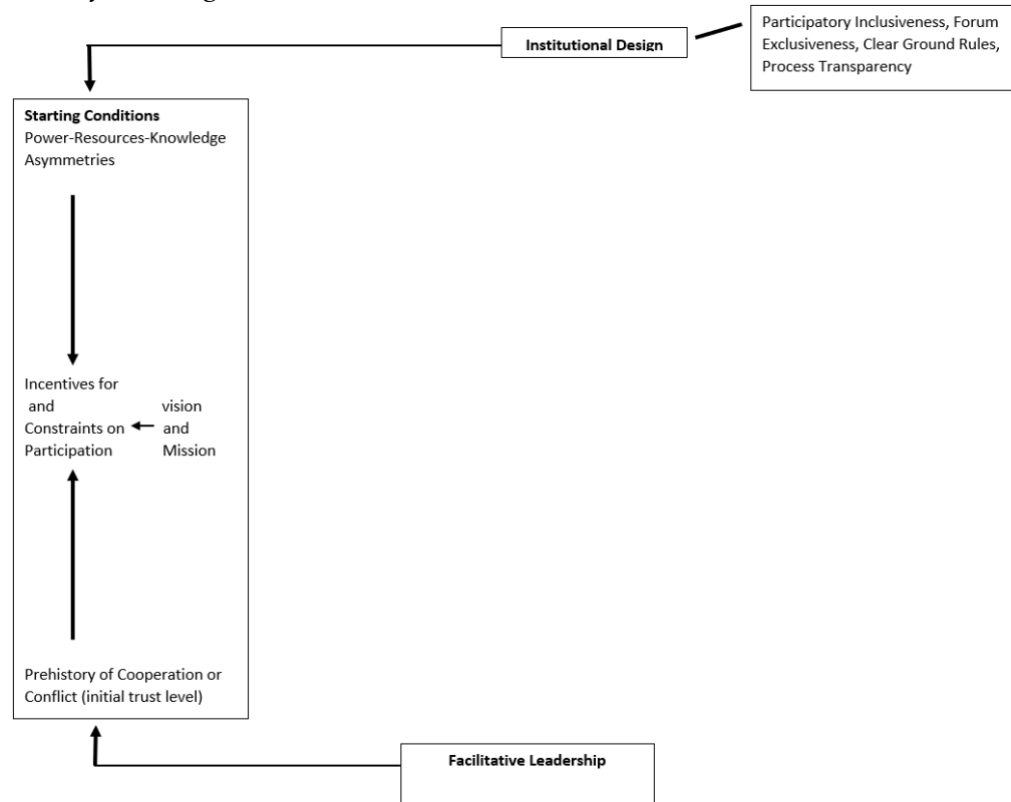 Institutional Design
Participatory Inclusiveness, Forum
Exclusiveness, Clear Ground Rules,
Process Transparency
Starting Conditions
Power-Resources-Knowledge
Asymmetries
Incentives for
and
Constraints on
Participation
vision
and
Mission
Prehistory of Cooperation or
Conflict (initial trust level)
Facilitative Leadership